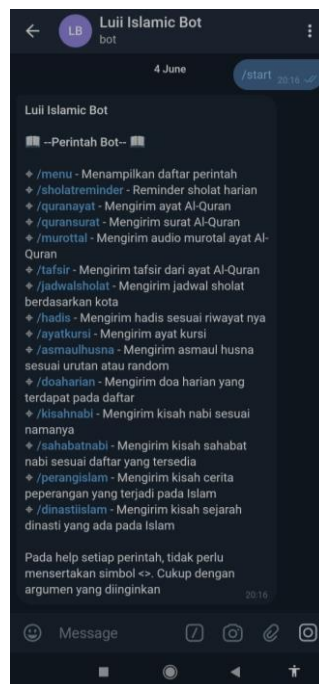 LB
Luii Islamic Bot
bot
4 June
/start 20:16
Luii Islamic Bot
📖 --Perintah Bot-- 📖
⌖ /menu - Menampilkan daftar perintah
⌖ /sholatreminder - Reminder sholat harian
⌖ /quranayat - Mengirim ayat Al-Quran
⌖ /quransurat - Mengirim surat Al-Quran
⌖ /murottal - Mengirim audio murotal ayat Al-
Quran
⌖ /tafsir - Mengirim tafsir dari ayat Al-Quran
⌖ /jadwalsholat - Mengirim jadwal sholat
berdasarkan kota
⌖ /hadis - Mengirim hadis sesuai riwayat nya
⌖ /ayatkursi - Mengirim ayat kursi
⌖ /asmaulhusna - Mengirim asmaul husna
sesuai urutan atau random
⌖ /doaharian - Mengirim doa harian yang
terdapat pada daftar
⌖ /kisahnabi - Mengirim kisah nabi sesuai
namanya
⌖ /sahabatnabi - Mengirim kisah sahabat
nabi sesuai daftar yang tersedia
⌖ /perangislam - Mengirim kisah cerita
peperangan yang terjadi pada Islam
⌖ /dinastiislam - Mengirim kisah sejarah
dinasti yang ada pada Islam
Pada help setiap perintah, tidak perlu
mensertakan simbol <>. Cukup dengan
argumen yang diinginkan
20:16
Message